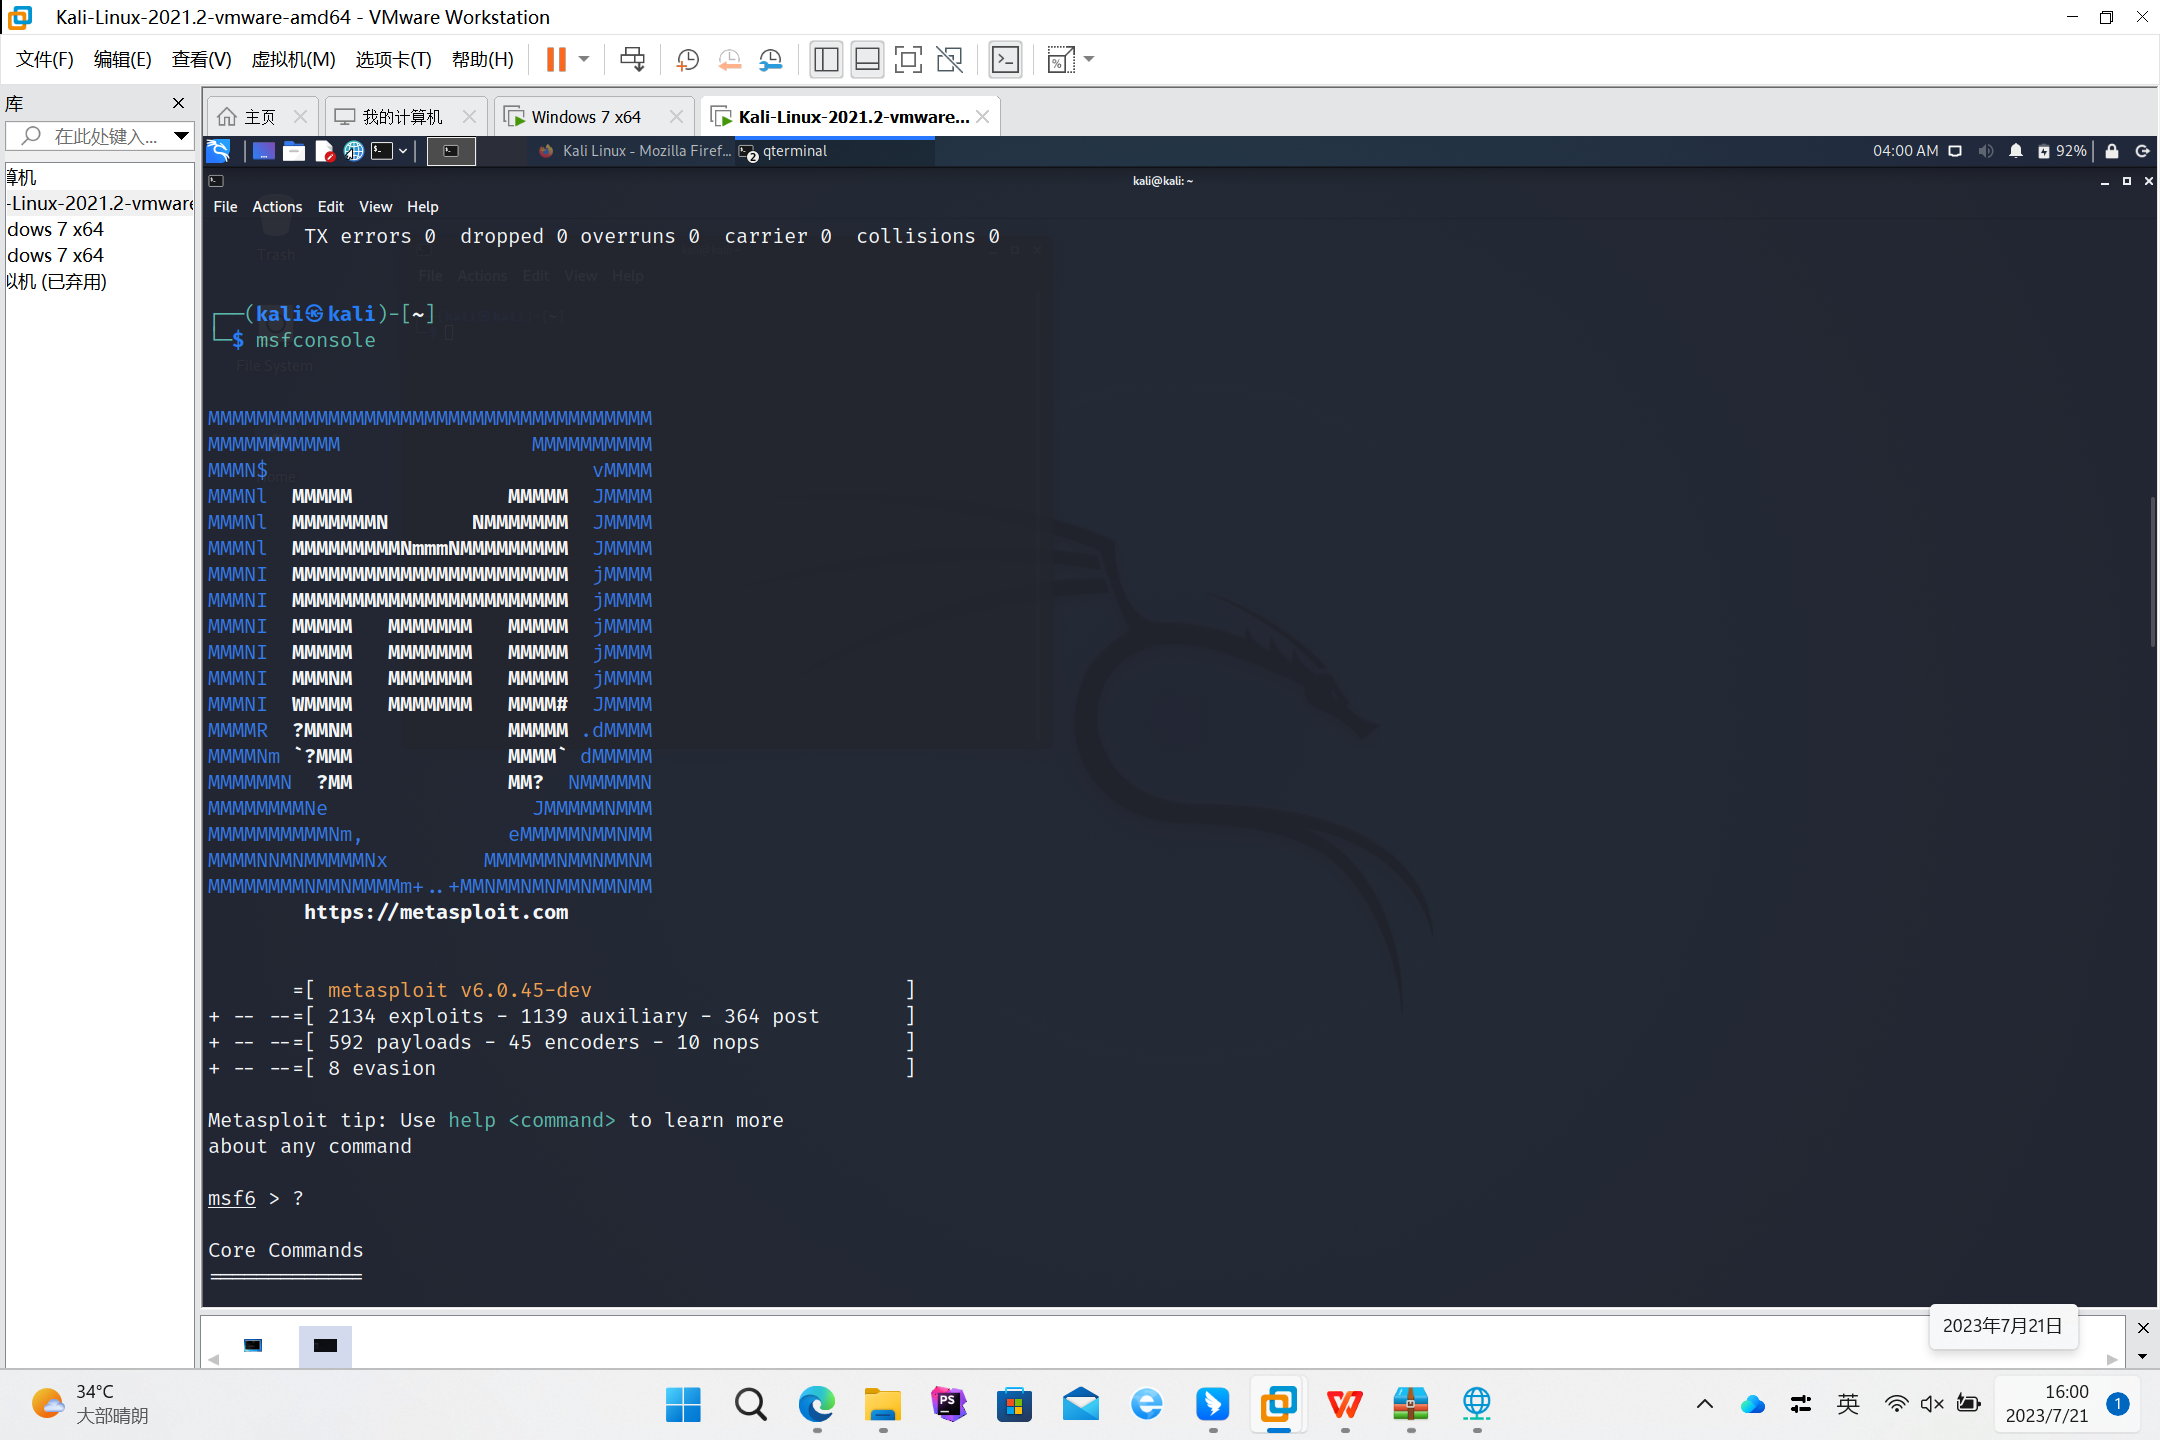 Kali-Linux-2021.2-vmware-amd64 - VMware Workstation
文件(F) 编辑(E) 查看(V) 虚拟机(M) 选项卡(T) 帮助(H)
库
在此处键入...
算机
-Linux-2021.2-vmware
dows 7 x64
dows 7 x64
拟机 (已弃用)
主页 我的计算机 Windows 7 x64 Kali-Linux-2021.2-vmware...
Kali Linux - Mozilla Firef... qterminal 04:00 AM 92%
kali@kali: ~
File Actions Edit View Help
TX errors 0  dropped 0 overruns 0  carrier 0  collisions 0
Trash
File Actions Edit View Help
┌──(kali㉿kali)-[~]
└─$ msfconsole
File System
MMMMMMMMMMMMMMMMMMMMMMMMMMMMMMMMMMMMM
MMMMMMMMMMM                MMMMMMMMMM
MMMN$                           vMMMM
MMMNl  MMMMM             MMMMM  JMMMM
MMMNl  MMMMMMMN       NMMMMMMM  JMMMM
MMMNl  MMMMMMMMMNmmmNMMMMMMMMM  JMMMM
MMMNI  MMMMMMMMMMMMMMMMMMMMMMM  jMMMM
MMMNI  MMMMMMMMMMMMMMMMMMMMMMM  jMMMM
MMMNI  MMMMM   MMMMMMM   MMMMM  jMMMM
MMMNI  MMMMM   MMMMMMM   MMMMM  jMMMM
MMMNI  MMMNM   MMMMMMM   MMMMM  jMMMM
MMMNI  WMMMM   MMMMMMM   MMMM#  JMMMM
MMMMR  ?MMNM             MMMMM .dMMMM
MMMMNm `?MMM             MMMM` dMMMMM
MMMMMMN  ?MM             MM?  NMMMMMN
MMMMMMMMNe                 JMMMMMNMMM
MMMMMMMMMMNm,            eMMMMMNMMNMM
MMMMNNMNMMMMMNx        MMMMMMNMMNMMNM
MMMMMMMMNMMNMMMMm+..+MMNMMNMNMMNMMNMM
https://metasploit.com
=[ metasploit v6.0.45-dev                          ]
+ -- --=[ 2134 exploits - 1139 auxiliary - 364 post       ]
+ -- --=[ 592 payloads - 45 encoders - 10 nops            ]
+ -- --=[ 8 evasion                                       ]
Metasploit tip: Use help <command> to learn more
about any command
msf6 > ?
Core Commands
=============
2023年7月21日
34°C
大部晴朗
英
16:00
2023/7/21
1